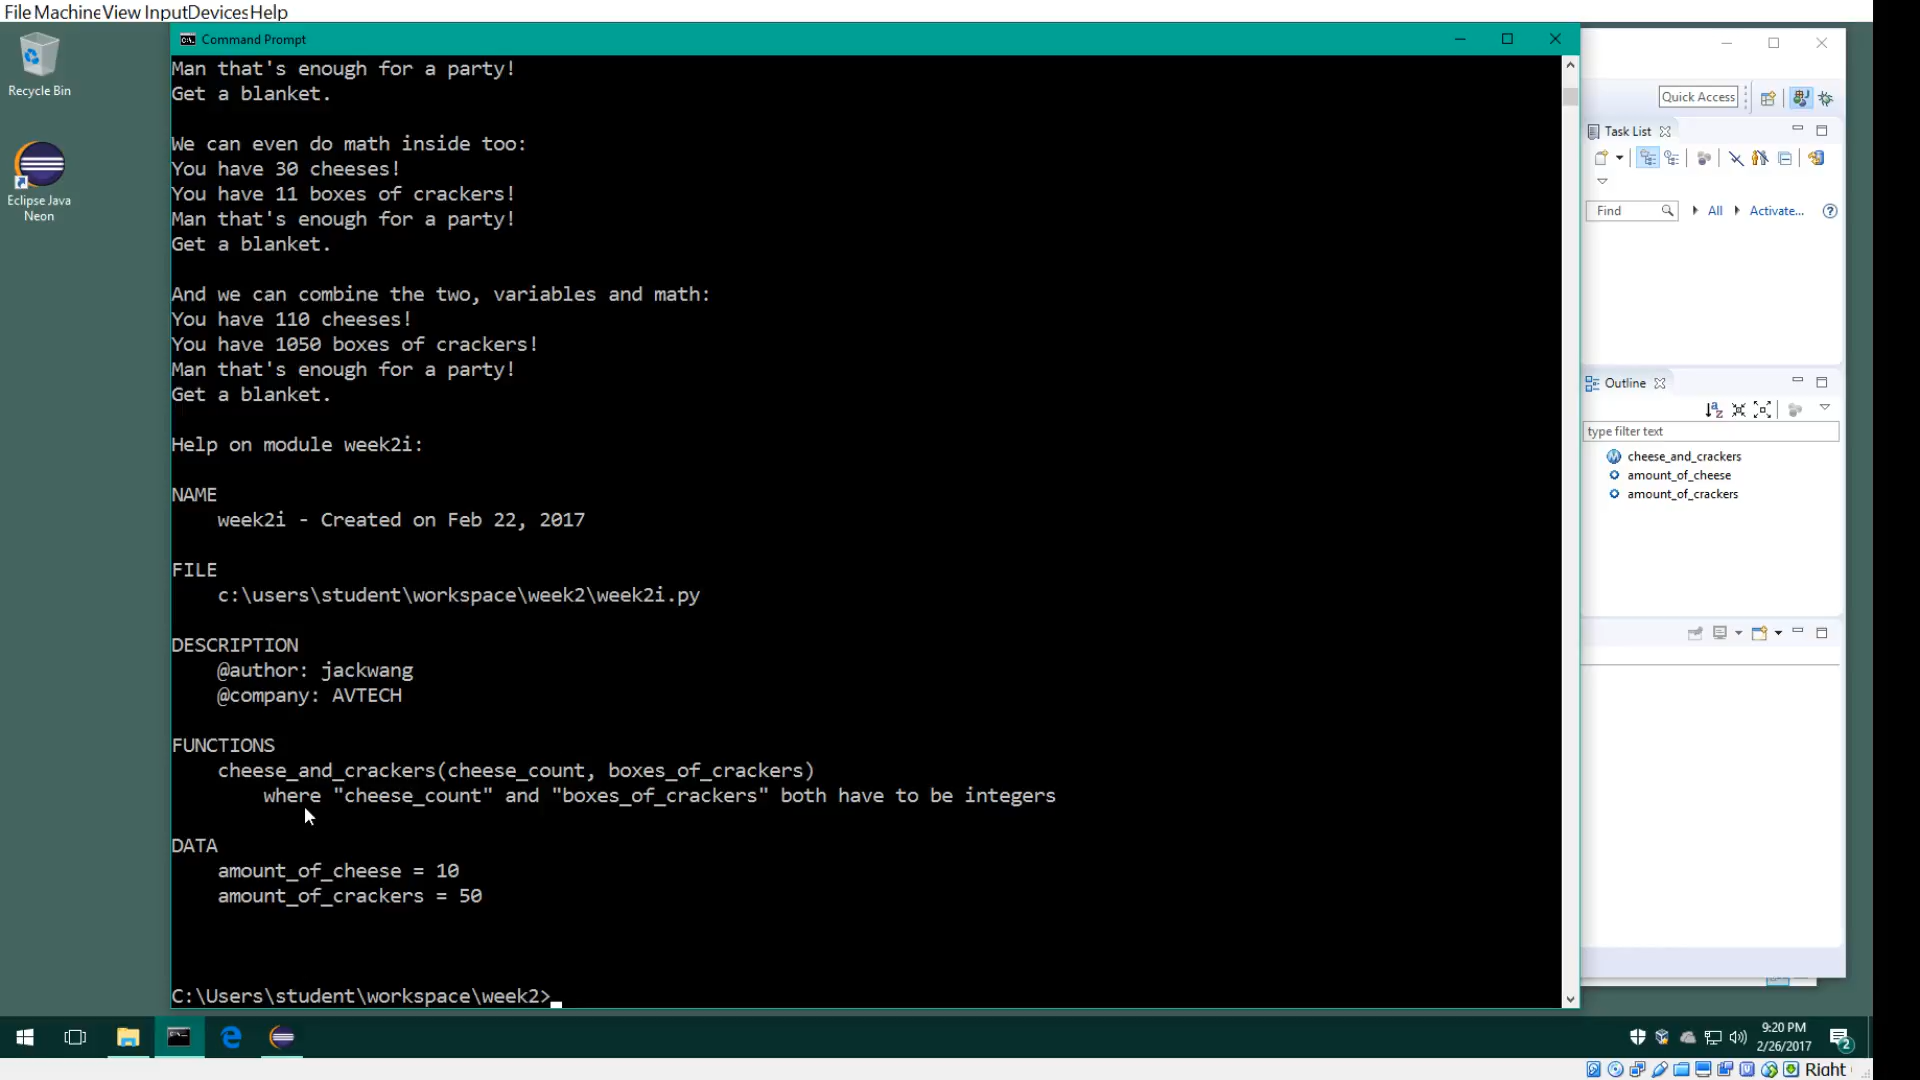 File Machine View Input Devices Help
Recycle Bin
Eclipse Java
Neon
Command Prompt
Man that's enough for a party!
Get a blanket.
We can even do math inside too:
You have 30 cheeses!
You have 11 boxes of crackers!
Man that's enough for a party!
Get a blanket.
And we can combine the two, variables and math:
You have 110 cheeses!
You have 1050 boxes of crackers!
Man that's enough for a party!
Get a blanket.
Help on module week2i:
NAME
week2i - Created on Feb 22, 2017
FILE
c:\users\student\workspace\week2\week2i.py
DESCRIPTION
@author: jackwang
@company: AVTECH
FUNCTIONS
cheese_and_crackers(cheese_count, boxes_of_crackers)
where "cheese_count" and "boxes_of_crackers" both have to be integers
DATA
amount_of_cheese = 10
amount_of_crackers = 50
C:\Users\student\workspace\week2>
Quick Access
Task List
Find
All
Activate...
Outline
type filter text
cheese_and_crackers
amount_of_cheese
amount_of_crackers
9:20 PM
2/26/2017
2
Right